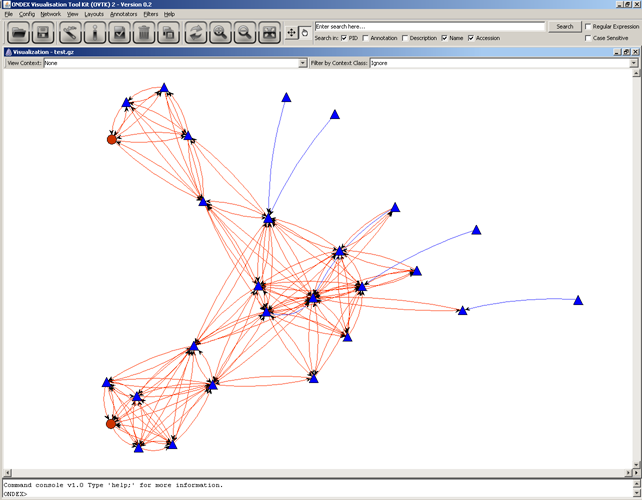 ONDEX Visualisation Tool Kit (OVTK) 2 - Version 0.2
File Config Network View Layouts Annotators Filters Help
Enter search here... Search Regular Expression
Search in: PID Annotation Description Name Accession Case Sensitive
Visualization - test.gz
View Context: None Filter by Context Class: Ignore
Command console v1.0 Type 'help;' for more information.
ONDEX>